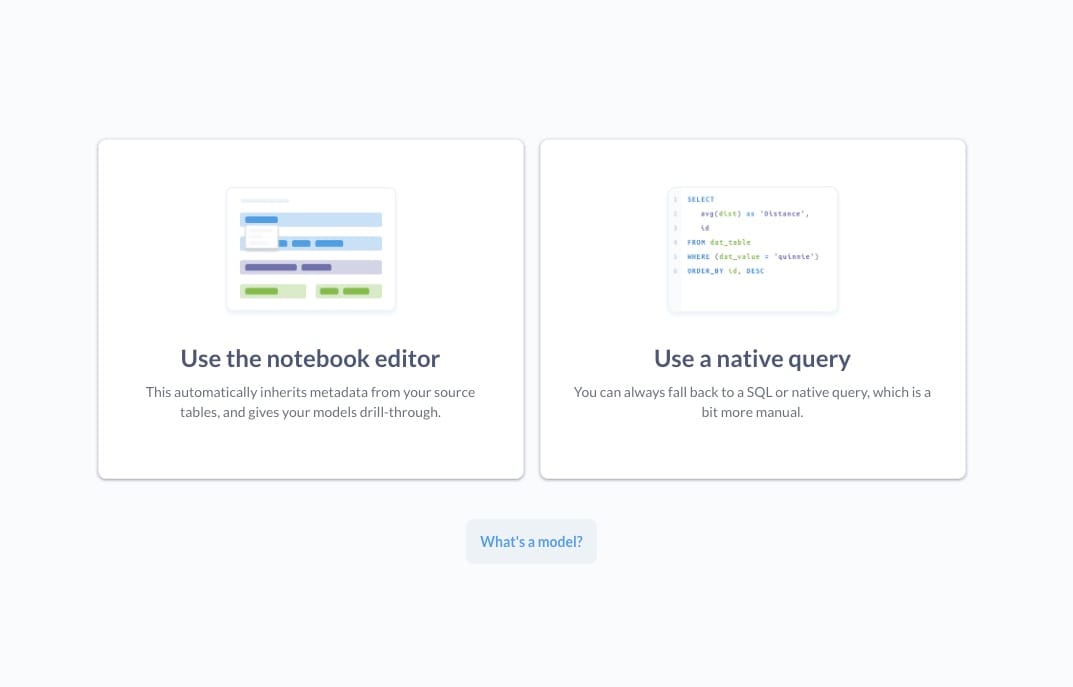 1 SELECT
2 avg(dist) as 'Distance',
3 id
4 FROM dat_table
5 WHERE (dat_value = 'quinnie')
6 ORDER_BY id, DESC
Use the notebook editor
This automatically inherits metadata from your source
tables, and gives your models drill-through.
Use a native query
You can always fall back to a SQL or native query, which is a
bit more manual.
What's a model?